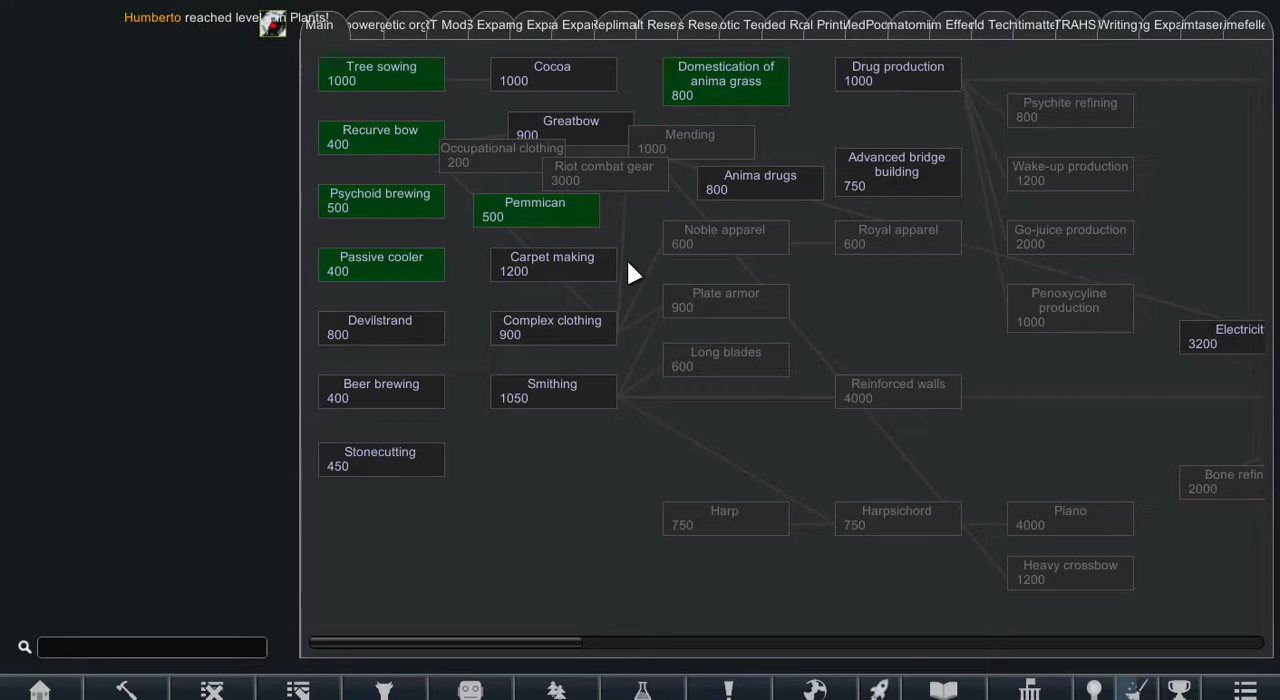 Humberto reached level in Plants!
Main
Tree sowing
1000
Cocoa
1000
Domestication of
anima grass
800
Drug production
1000
Psychite refining
800
Recurve bow
400
Greatbow
900
Occupational clothing
200
Mending
1000
Riot combat gear
3000
Anima drugs
800
Advanced bridge
building
750
Wake-up production
1200
Psychoid brewing
500
Pemmican
500
Noble apparel
600
Royal apparel
600
Go-juice production
2000
Passive cooler
400
Carpet making
1200
Plate armor
900
Penoxycyline
production
1000
Devilstrand
800
Complex clothing
900
Long blades
600
Electricit
3200
Beer brewing
400
Smithing
1050
Reinforced walls
4000
Stonecutting
450
Bone refin
2000
Harp
750
Harpsichord
750
Piano
4000
Heavy crossbow
1200